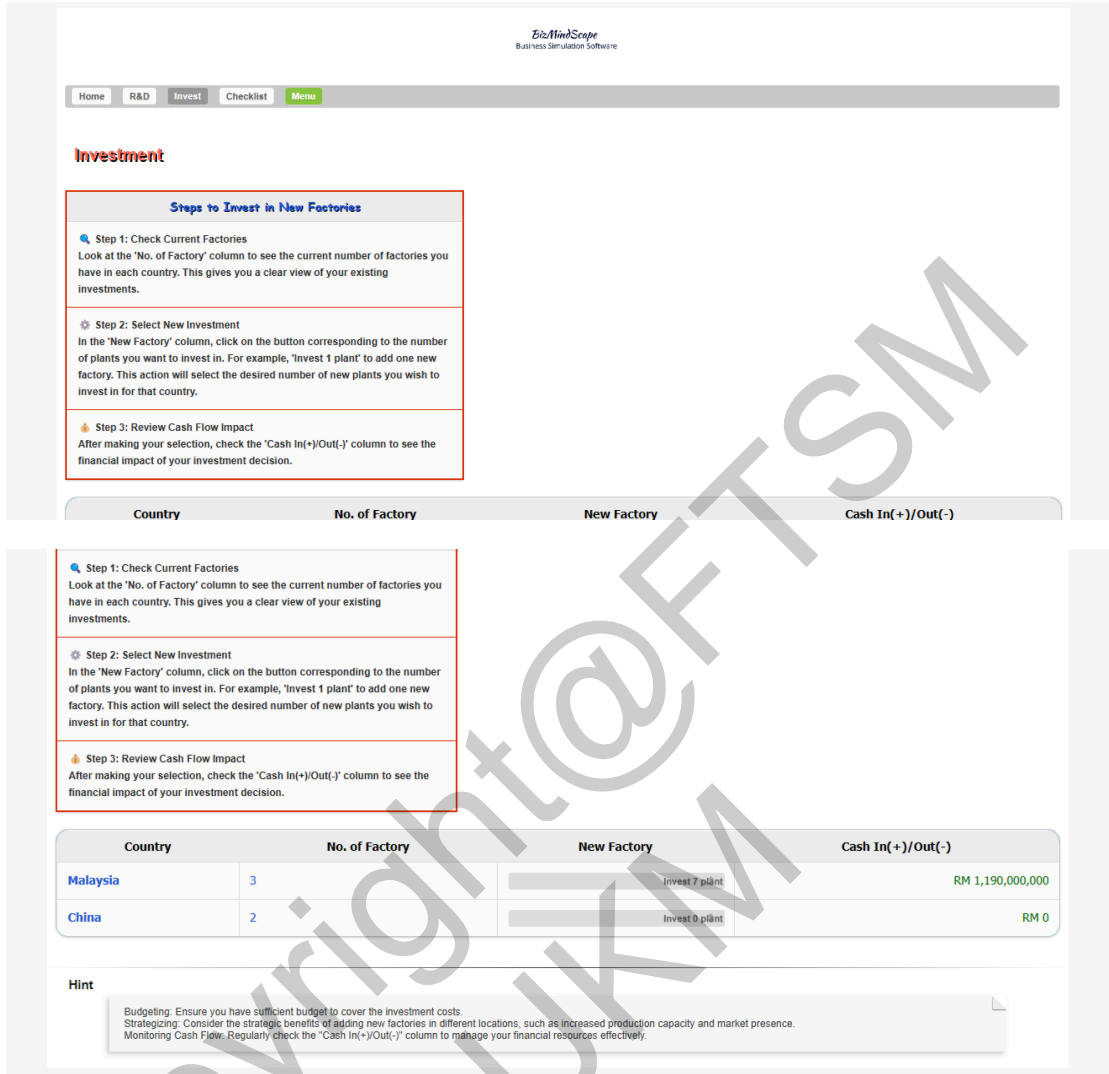 BizMindScape
Business Simulation Software
Home R&D Invest Checklist Menu
Investment
Steps to Invest in New Factories
Step 1: Check Current Factories
Look at the 'No. of Factory' column to see the current number of factories you
have in each country. This gives you a clear view of your existing
investments.
Step 2: Select New Investment
In the 'New Factory' column, click on the button corresponding to the number
of plants you want to invest in. For example, 'Invest 1 plant' to add one new
factory. This action will select the desired number of new plants you wish to
invest in for that country.
Step 3: Review Cash Flow Impact
After making your selection, check the 'Cash In(+)/Out(-)' column to see the
financial impact of your investment decision.
Country No. of Factory New Factory Cash In(+)/Out(-)
Step 1: Check Current Factories
Look at the 'No. of Factory' column to see the current number of factories you
have in each country. This gives you a clear view of your existing
investments.
Step 2: Select New Investment
In the 'New Factory' column, click on the button corresponding to the number
of plants you want to invest in. For example, 'Invest 1 plant' to add one new
factory. This action will select the desired number of new plants you wish to
invest in for that country.
Step 3: Review Cash Flow Impact
After making your selection, check the 'Cash In(+)/Out(-)' column to see the
financial impact of your investment decision.
Country No. of Factory New Factory Cash In(+)/Out(-)
Malaysia 3 Invest 7 plant RM 1,190,000,000
China 2 Invest 0 plant RM 0
Hint
Budgeting: Ensure you have sufficient budget to cover the investment costs.
Strategizing: Consider the strategic benefits of adding new factories in different locations, such as increased production capacity and market presence.
Monitoring Cash Flow: Regularly check the "Cash In(+)/Out(-)" column to manage your financial resources effectively.
yright@FTSM
UKM